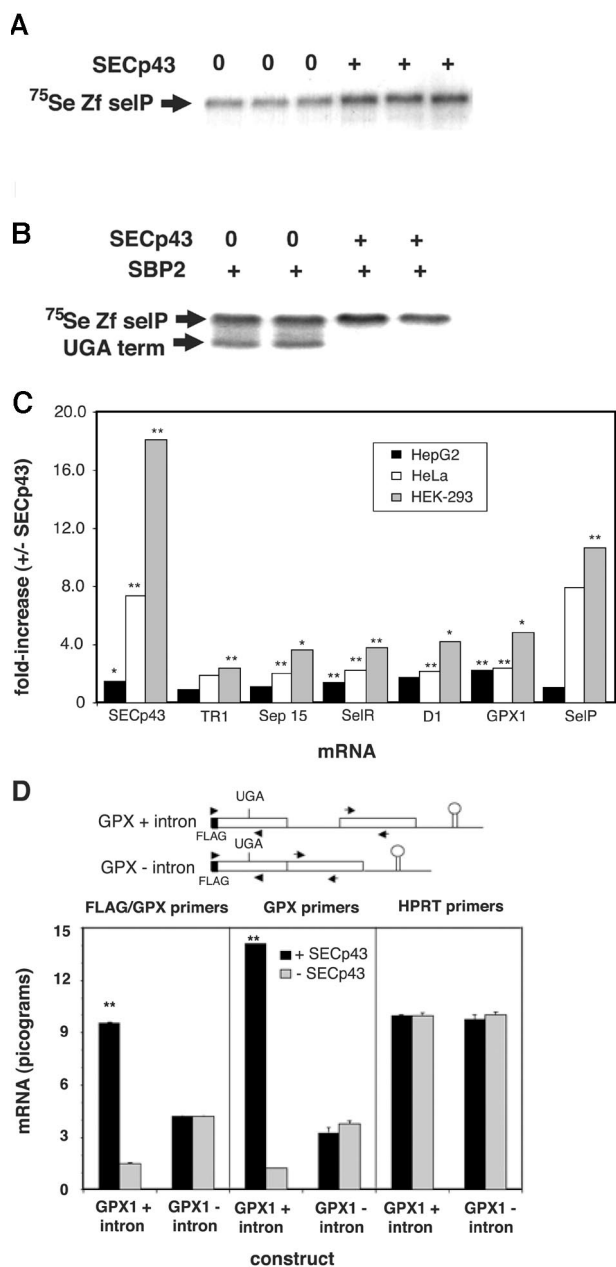 A
SECp43 0 0 0 + + +
75Se Zf selP
B
SECp43 0 0 + +
SBP2 + + + +
75Se Zf selP
UGA term
C
fold-increase (+/- SECp43)
20.0
16.0
12.0
8.0
4.0
0
HepG2
HeLa
HEK-293
* ** **
**
** *
** ** **
** *
** ** *
**
SECp43 TR1 Sep 15 SelR D1 GPX1 SelP
mRNA
D
UGA
GPX + intron
FLAG
UGA
GPX - intron
FLAG
FLAG/GPX primers GPX primers HPRT primers
mRNA (picograms)
15
12
9
6
3
0
**
**
+ SECp43
- SECp43
GPX1 + intron GPX1 - intron GPX1 + intron GPX1 - intron GPX1 + intron GPX1 - intron
construct